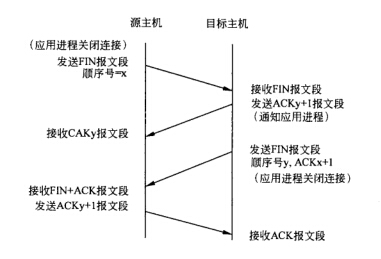 源主机 目标主机
(应用进程关闭连接)
发送FIN报文段
顺序号=x
接收FIN报文段
发送ACKy+1报文段
(通知应用进程)
接收CAKy报文段
发送FIN报文段
顺序号y, ACKx+1
(应用进程关闭连接)
接收FIN+ACK报文段
发送ACKy+1报文段
接收ACK报文段